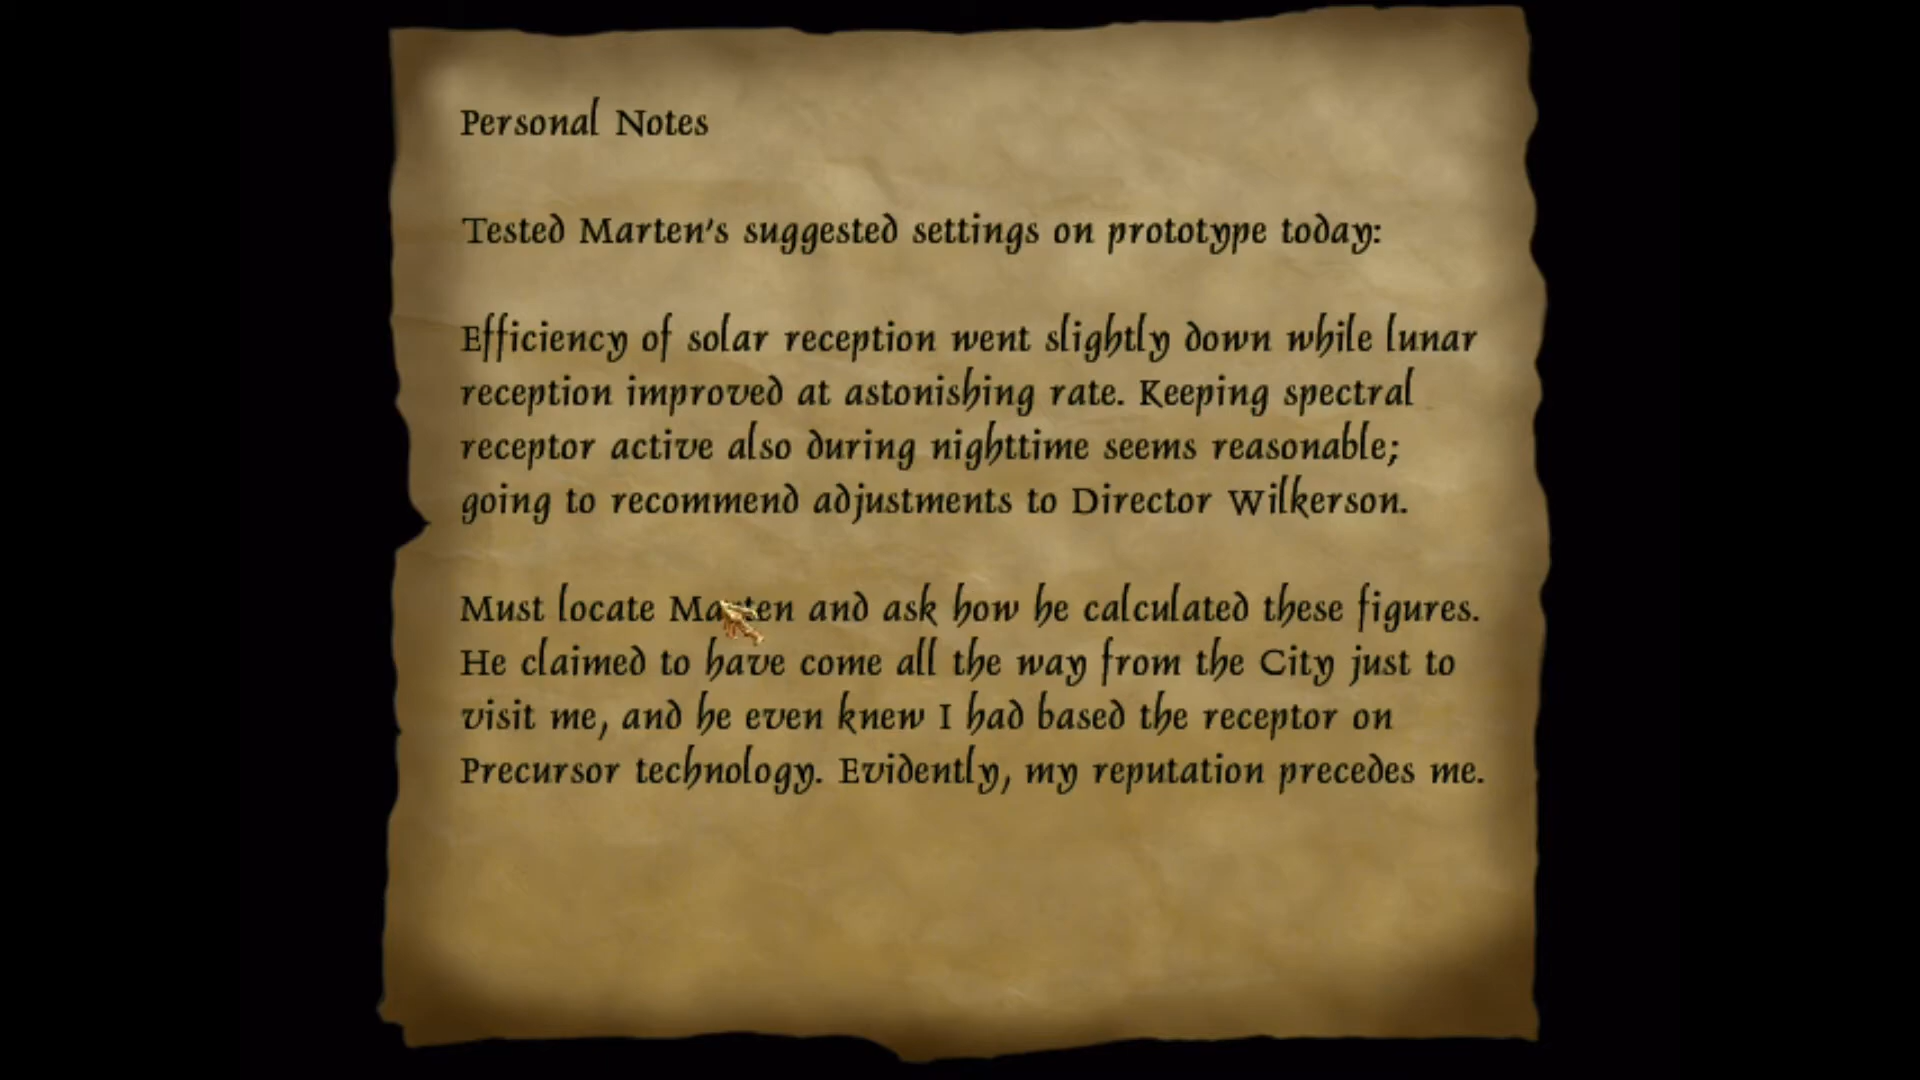 Personal Notes
Tested Marten's suggested settings on prototype today:
Efficiency of solar reception went slightly down while lunar
reception improved at astonishing rate. Keeping spectral
receptor active also during nighttime seems reasonable;
going to recommend adjustments to Director Wilkerson.
Must locate Marten and ask how he calculated these figures.
He claimed to have come all the way from the City just to
visit me, and he even knew I had based the receptor on
Precursor technology. Evidently, my reputation precedes me.